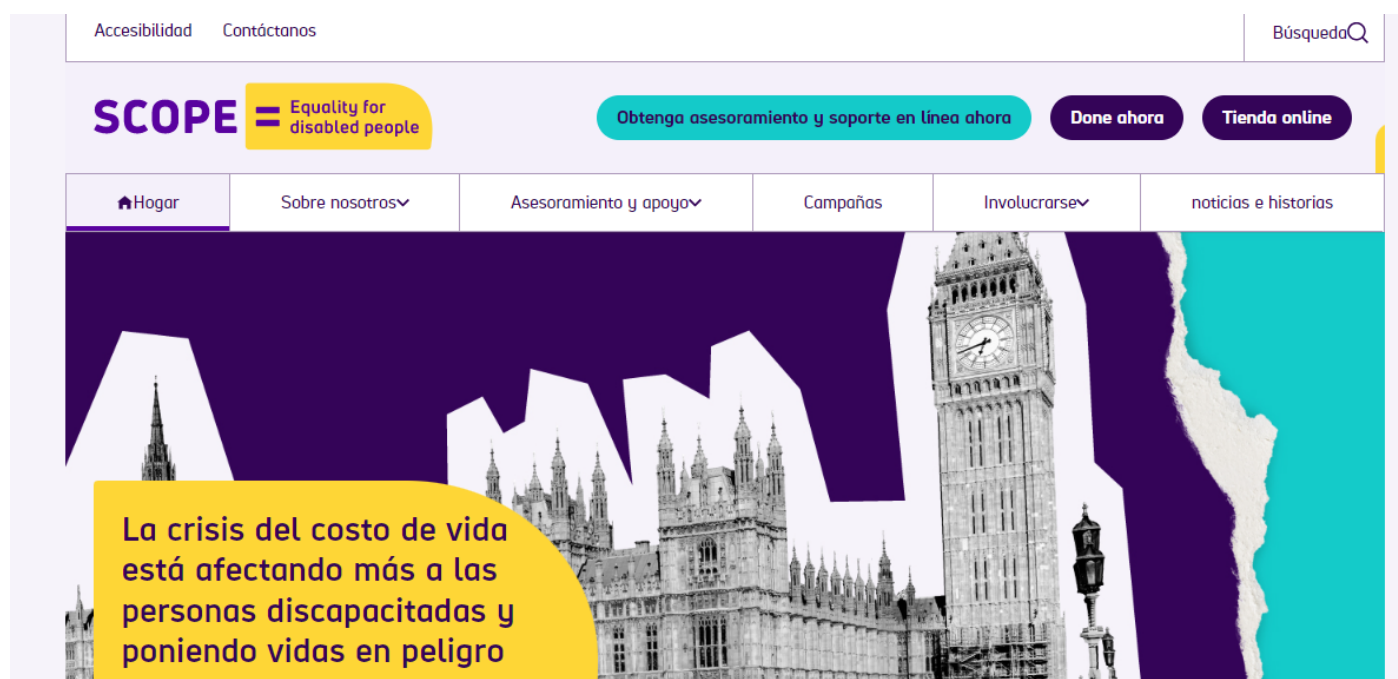 Accesibilidad Contáctanos Búsqueda
SCOPE = Equality for
disabled people
Obtenga asesoramiento y soporte en línea ahora Done ahora Tienda online
Hogar Sobre nosotros Asesoramiento y apoyo Campañas Involucrarse noticias e historias
La crisis del costo de vida
está afectando más a las
personas discapacitadas y
poniendo vidas en peligro